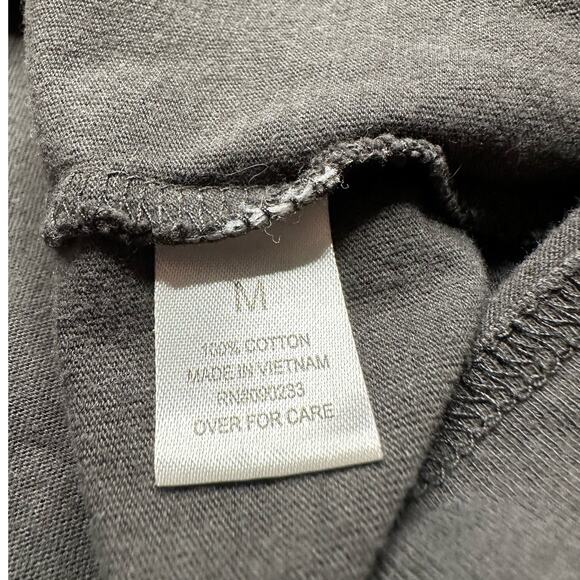 M
100% COTTON
MADE IN VIETNAM
RN#090233
OVER FOR CARE